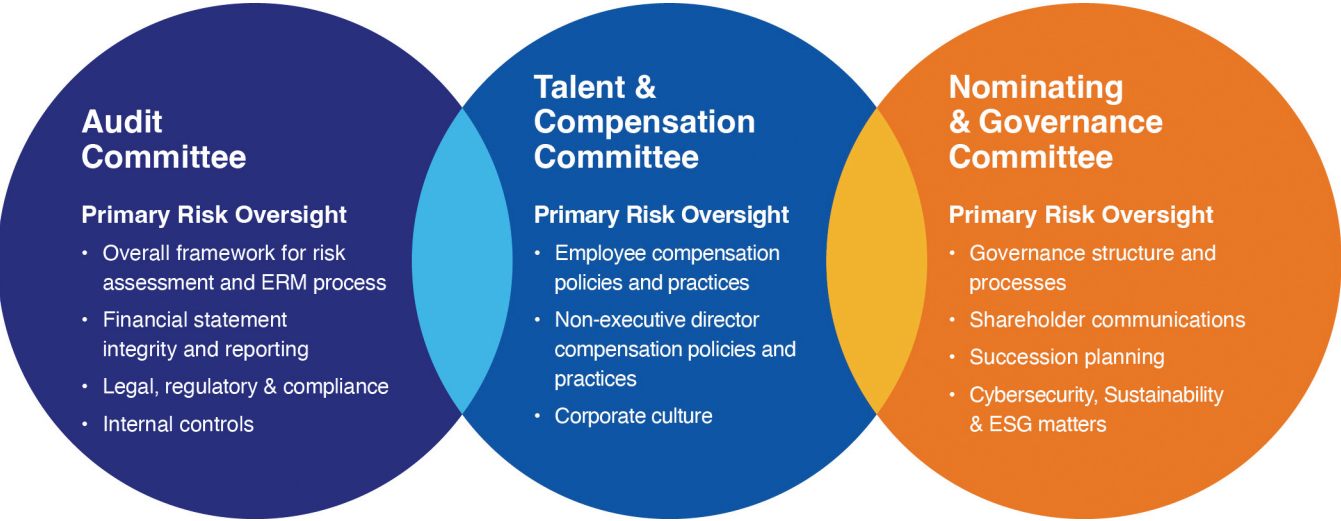 Audit
Committee
Primary Risk Oversight
• Overall framework for risk
assessment and ERM process
• Financial statement
integrity and reporting
• Legal, regulatory & compliance
• Internal controls
Talent &
Compensation
Committee
Primary Risk Oversight
• Employee compensation
policies and practices
• Non-executive director
compensation policies and
practices
• Corporate culture
Nominating
& Governance
Committee
Primary Risk Oversight
• Governance structure and
processes
• Shareholder communications
• Succession planning
• Cybersecurity, Sustainability
& ESG matters